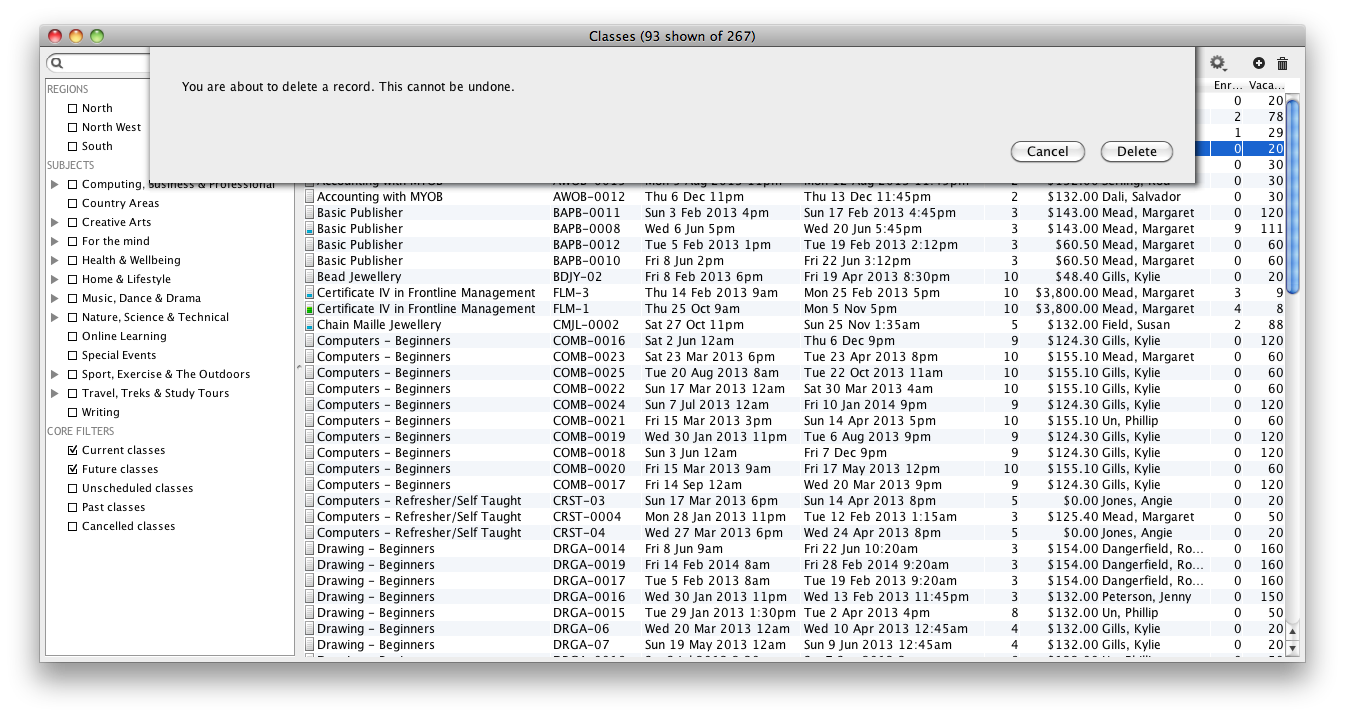 Classes (93 shown of 267)
You are about to delete a record. This cannot be undone.
Cancel Delete
REGIONS
North
North West
South
SUBJECTS
Computing, Business & Professional
Country Areas
Creative Arts
For the mind
Health & Wellbeing
Home & Lifestyle
Music, Dance & Drama
Nature, Science & Technical
Online Learning
Special Events
Sport, Exercise & The Outdoors
Travel, Treks & Study Tours
Writing
CORE FILTERS
Current classes
Future classes
Unscheduled classes
Past classes
Cancelled classes
Enr... Vaca...
0 20
2 78
1 29
0 20
0 30
Accounting with MYOB 0 30
Accounting with MYOB AWOB-0012 Thu 6 Dec 11pm Thu 13 Dec 11:45pm 2 $132.00 Dali, Salvador 0 30
Basic Publisher BAPB-0011 Sun 3 Feb 2013 4pm Sun 17 Feb 2013 4:45pm 3 $143.00 Mead, Margaret 0 120
Basic Publisher BAPB-0008 Wed 6 Jun 5pm Wed 20 Jun 5:45pm 3 $143.00 Mead, Margaret 9 111
Basic Publisher BAPB-0012 Tue 5 Feb 2013 1pm Tue 19 Feb 2013 2:12pm 3 $60.50 Mead, Margaret 0 60
Basic Publisher BAPB-0010 Fri 8 Jun 2pm Fri 22 Jun 3:12pm 3 $60.50 Mead, Margaret 0 60
Bead Jewellery BDJY-02 Fri 8 Feb 2013 6pm Fri 19 Apr 2013 8:30pm 10 $48.40 Gills, Kylie 0 20
Certificate IV in Frontline Management FLM-3 Thu 14 Feb 2013 9am Mon 25 Feb 2013 5pm 10 $3,800.00 Mead, Margaret 3 9
Certificate IV in Frontline Management FLM-1 Thu 25 Oct 9am Mon 5 Nov 5pm 10 $3,800.00 Mead, Margaret 4 8
Chain Maille Jewellery CMJL-0002 Sat 27 Oct 11pm Sun 25 Nov 1:35am 5 $132.00 Field, Susan 2 88
Computers - Beginners COMB-0016 Sat 2 Jun 12am Thu 6 Dec 9pm 9 $124.30 Gills, Kylie 0 120
Computers - Beginners COMB-0023 Sat 23 Mar 2013 6pm Tue 23 Apr 2013 8pm 10 $155.10 Mead, Margaret 0 60
Computers - Beginners COMB-0025 Tue 20 Aug 2013 8am Tue 22 Oct 2013 11am 10 $155.10 Gills, Kylie 0 60
Computers - Beginners COMB-0022 Sun 17 Mar 2013 12am Sat 30 Mar 2013 4am 10 $155.10 Gills, Kylie 0 60
Computers - Beginners COMB-0024 Sun 7 Jul 2013 12am Fri 10 Jan 2014 9pm 9 $124.30 Gills, Kylie 0 120
Computers - Beginners COMB-0021 Fri 15 Mar 2013 3pm Sun 14 Apr 2013 5pm 10 $155.10 Un, Phillip 0 60
Computers - Beginners COMB-0019 Wed 30 Jan 2013 11pm Tue 6 Aug 2013 9pm 9 $124.30 Gills, Kylie 0 120
Computers - Beginners COMB-0018 Sun 3 Jun 12am Fri 7 Dec 9pm 9 $124.30 Gills, Kylie 0 120
Computers - Beginners COMB-0020 Fri 15 Mar 2013 9am Fri 17 May 2013 12pm 10 $155.10 Gills, Kylie 0 60
Computers - Beginners COMB-0017 Fri 14 Sep 12am Wed 20 Mar 2013 9pm 9 $124.30 Gills, Kylie 0 120
Computers - Refresher/Self Taught CRST-03 Sun 17 Mar 2013 6pm Sun 14 Apr 2013 8pm 5 $0.00 Jones, Angie 0 20
Computers - Refresher/Self Taught CRST-0004 Mon 28 Jan 2013 11pm Tue 12 Feb 2013 1:15am 3 $125.40 Mead, Margaret 0 50
Computers - Refresher/Self Taught CRST-04 Wed 27 Mar 2013 6pm Wed 24 Apr 2013 8pm 5 $0.00 Jones, Angie 0 20
Drawing - Beginners DRGA-0014 Fri 8 Jun 9am Fri 22 Jun 10:20am 3 $154.00 Dangerfield, Ro... 0 160
Drawing - Beginners DRGA-0019 Fri 14 Feb 2014 8am Fri 28 Feb 2014 9:20am 3 $154.00 Dangerfield, Ro... 0 160
Drawing - Beginners DRGA-0017 Tue 5 Feb 2013 8am Tue 19 Feb 2013 9:20am 3 $154.00 Dangerfield, Ro... 0 160
Drawing - Beginners DRGA-0016 Wed 30 Jan 2013 11pm Wed 13 Feb 2013 11:45pm 3 $132.00 Peterson, Jenny 0 150
Drawing - Beginners DRGA-0015 Tue 29 Jan 2013 1:30pm Tue 2 Apr 2013 4pm 8 $132.00 Un, Phillip 0 50
Drawing - Beginners DRGA-06 Wed 20 Mar 2013 12am Wed 10 Apr 2013 12:45am 4 $132.00 Gills, Kylie 0 20
Drawing - Beginners DRGA-07 Sun 19 May 2013 12am Sun 9 Jun 2013 12:45am 4 $132.00 Gills, Kylie 0 20